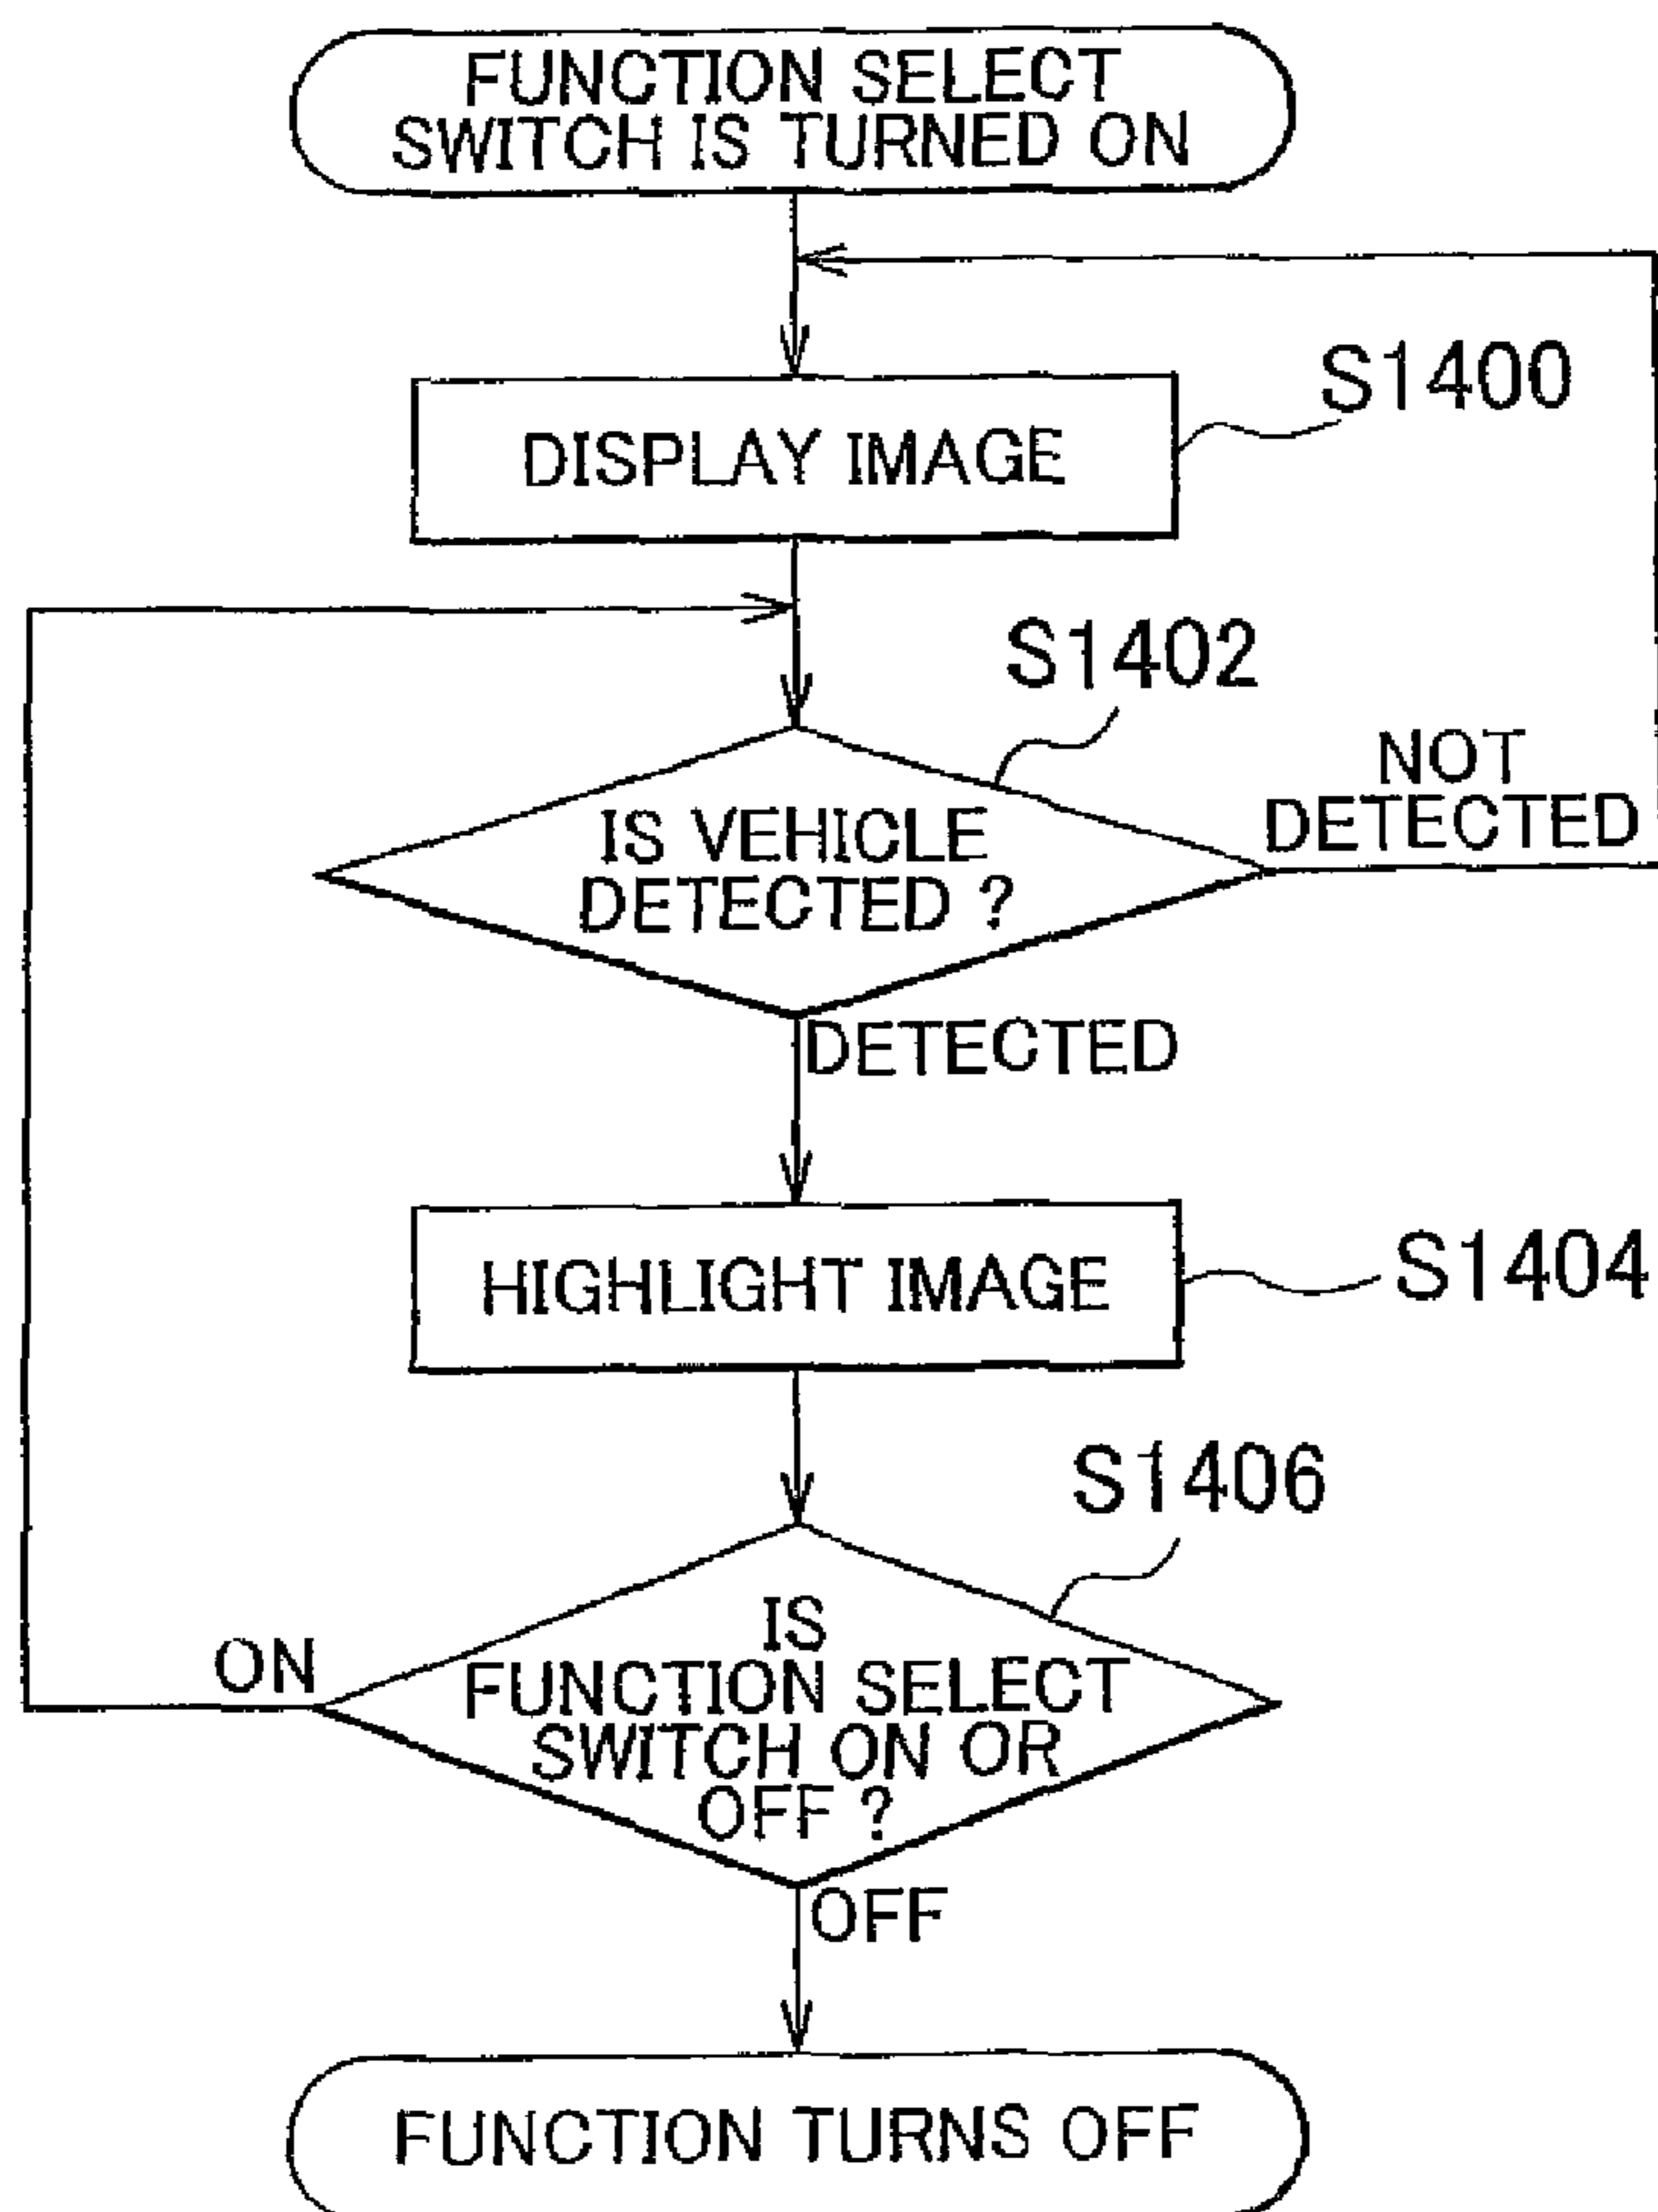 FUNCTION SELECT
SWITCH IS TURNED ON
S1400
DISPLAY IMAGE
S1402
IS VEHICLE
DETECTED ?
NOT
DETECTED
DETECTED
HIGHLIGHT IMAGE
S1404
S1406
IS
FUNCTION SELECT
SWITCH ON OR
OFF ?
ON
OFF
FUNCTION TURNS OFF